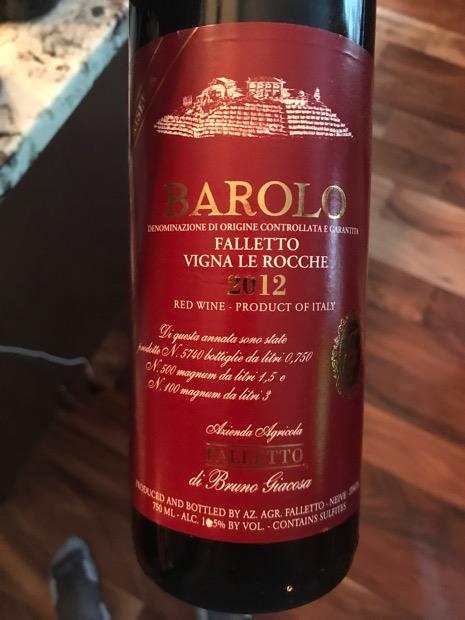 BAROLO
DENOMINAZIONE DI ORIGINE CONTROLLATA E GARANTITA
FALLETTO
VIGNA LE ROCCHE
2012
RED WINE - PRODUCT OF ITALY
Di questa annata sono state
prodotte N. 5740 bottiglie da litri 0,750
N. 500 magnum da litri 1,5 e
N. 100 magnum da litri 3
Azienda Agricola
FALLETTO
di Bruno Giacosa
PRODUCED AND BOTTLED BY AZ. AGR. FALLETTO - NEIVE -
750 ML - ALC. % BY VOL. - CONTAINS SULFITES